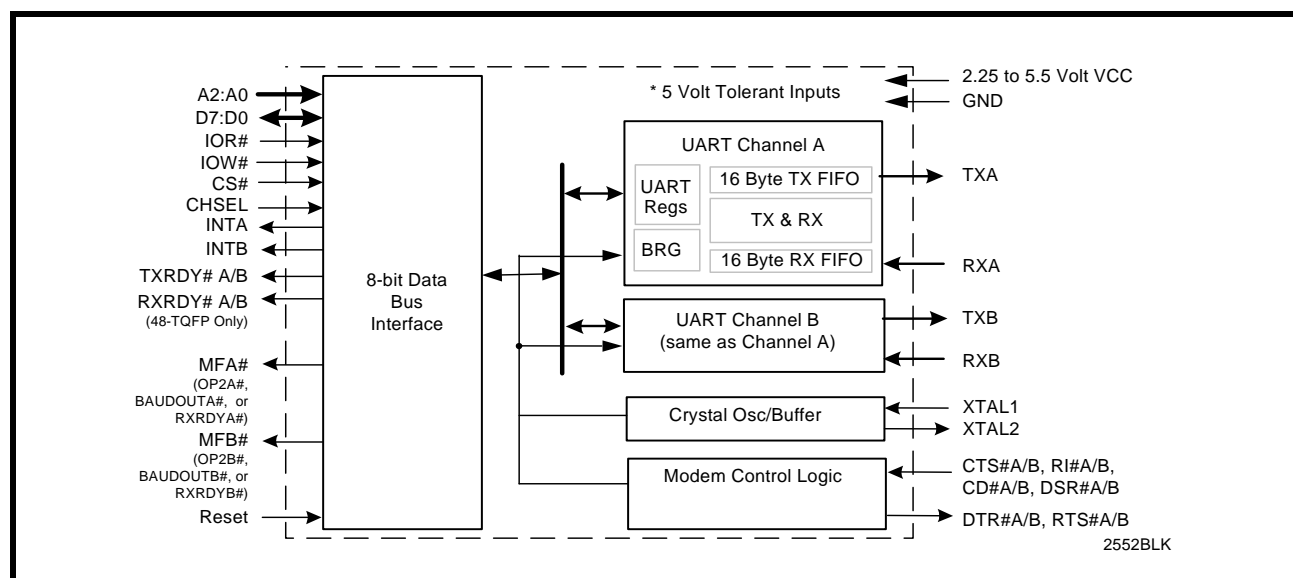 A2:A0
D7:D0
IOR#
IOW#
CS#
CHSEL
INTA
INTB
TXRDY# A/B
RXRDY# A/B
(48-TQFP Only)
MFA#
(OP2A#,
BAUDOUTA#, or
RXRDYA#)
MFB#
(OP2B#,
BAUDOUTB#, or
RXRDYB#)
Reset
8-bit Data
Bus
Interface
* 5 Volt Tolerant Inputs
UART Channel A
UART
Regs
BRG
16 Byte TX FIFO
TX & RX
16 Byte RX FIFO
UART Channel B
(same as Channel A)
Crystal Osc/Buffer
Modem Control Logic
2.25 to 5.5 Volt VCC
GND
TXA
RXA
TXB
RXB
XTAL1
XTAL2
CTS#A/B, RI#A/B,
CD#A/B, DSR#A/B
DTR#A/B, RTS#A/B
2552BLK